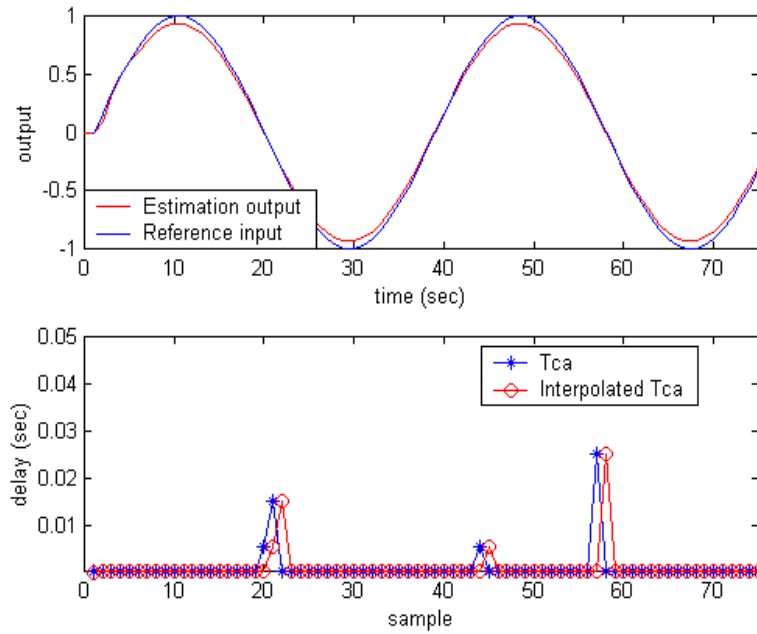 1
0.5
0
-0.5
-1
output
Estimation output
Reference input
0 10 20 30 40 50 60 70
time (sec)
0.05
0.04
0.03
0.02
0.01
delay (sec)
Tca
Interpolated Tca
0 10 20 30 40 50 60 70
sample